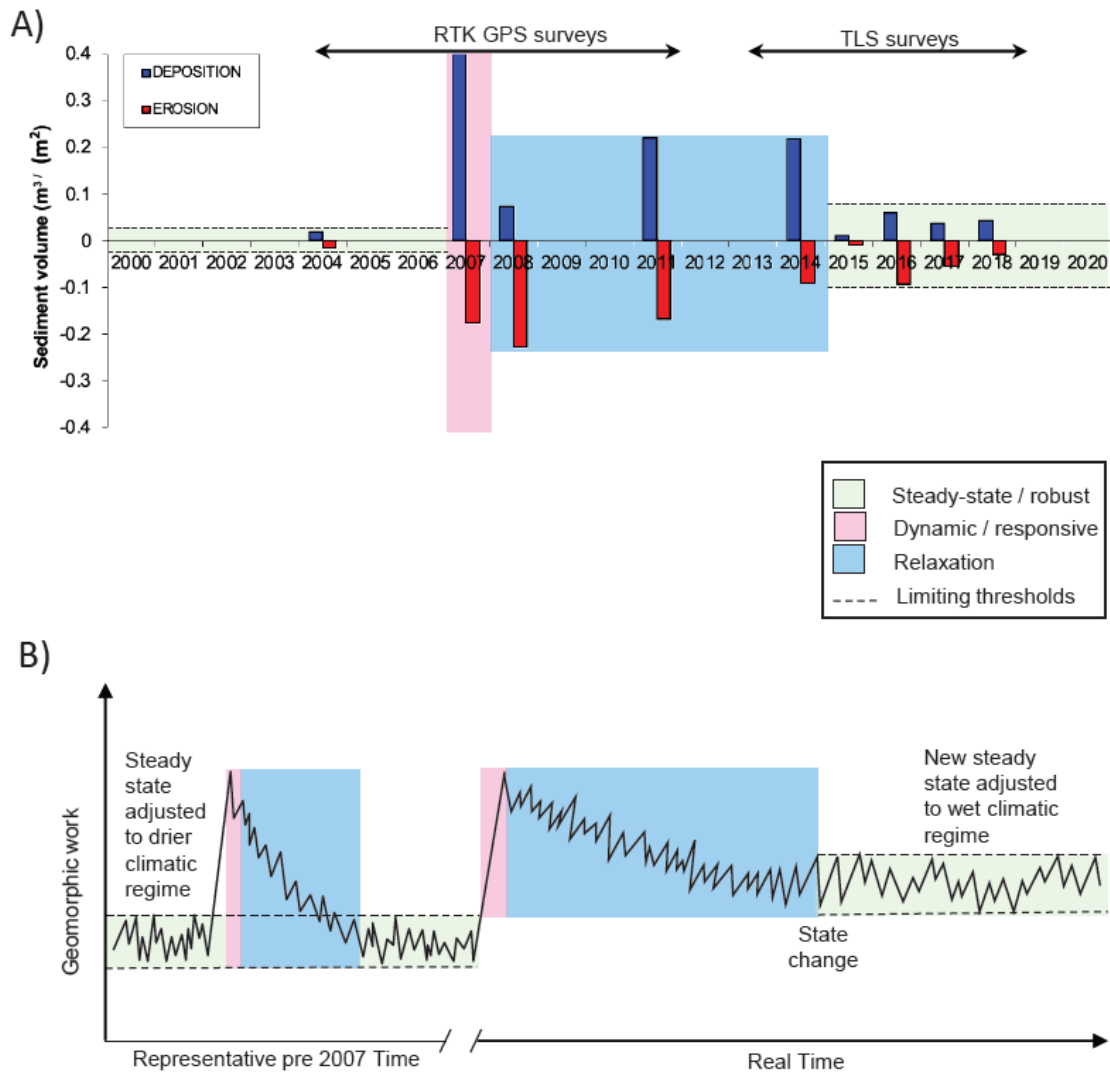 A)
RTK GPS surveys
TLS surveys
DEPOSITION
EROSION
Sediment volume (m3/ (m2)
0.4
0.4
0.2
0.1
0
-0.1
-0.2
-0.3
-0.4
2000 2001 2002 2003 2004 2005 2006 2007 2008 2009 2010 2011 2012 2013 2014 2015 2016 2017 2018 2019 2020
Steady-state / robust
Dynamic / responsive
Relaxation
Limiting thresholds
B)
Geomorphic work
Steady
state
adjusted
to drier
climatic
regime
New steady
state adjusted
to wet climatic
regime
State
change
Representative pre 2007 Time
Real Time